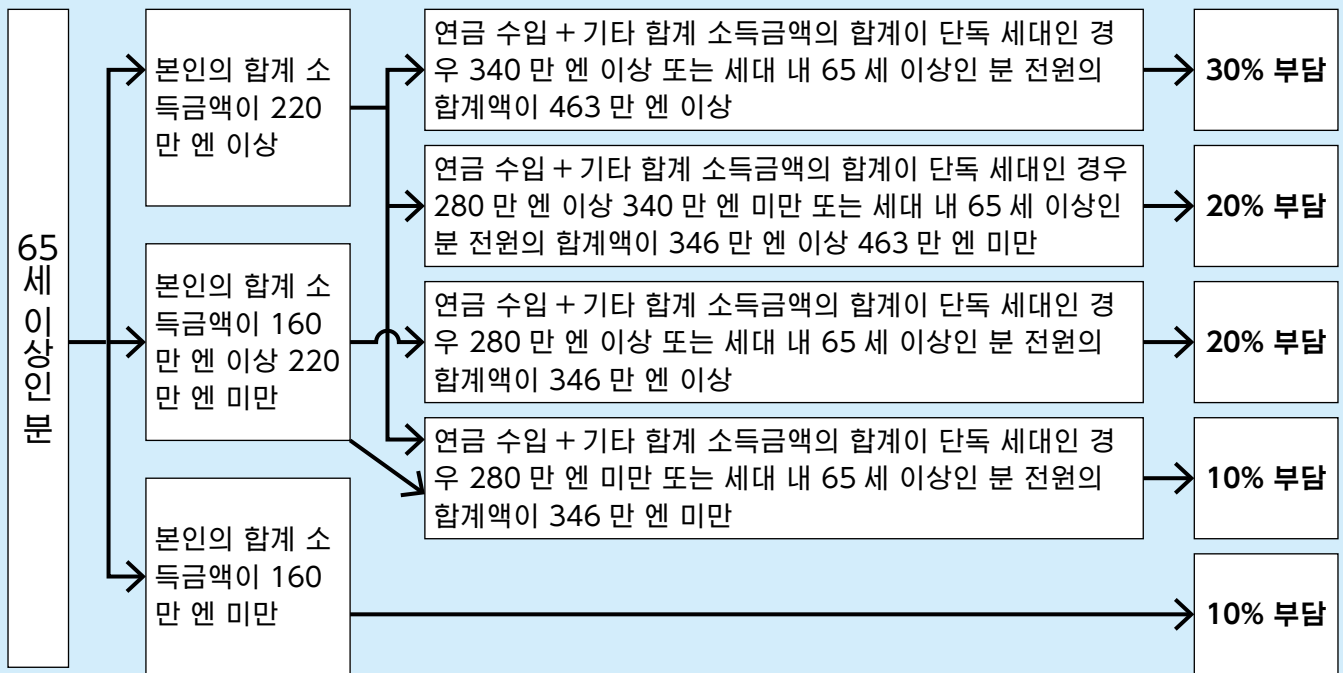 65
세 이상인 분
본인의 합계 소
득금액이 220
만 엔 이상
연금 수입＋기타 합계 소득금액의 합계이 단독 세대인 경
우 340 만 엔 이상 또는 세대 내 65 세 이상인 분 전원의
합계액이 463 만 엔 이상
30% 부담
연금 수입＋기타 합계 소득금액의 합계이 단독 세대인 경우
280 만 엔 이상 340 만 엔 미만 또는 세대 내 65 세 이상인
분 전원의 합계액이 346 만 엔 이상 463 만 엔 미만
20% 부담
본인의 합계 소
득금액이 160
만 엔 이상 220
만 엔 미만
연금 수입＋기타 합계 소득금액의 합계이 단독 세대인 경
우 280 만 엔 이상 또는 세대 내 65 세 이상인 분 전원의
합계액이 346 만 엔 이상
20% 부담
연금 수입＋기타 합계 소득금액의 합계이 단독 세대인 경
우 280 만 엔 미만 또는 세대 내 65 세 이상인 분 전원의
합계액이 346 만 엔 미만
10% 부담
본인의 합계 소
득금액이 160
만 엔 미만
10% 부담